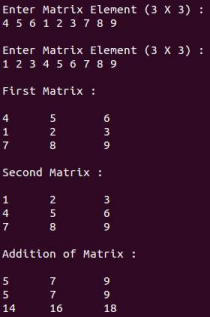 Enter Matrix Element (3 X 3) :
4 5 6 1 2 3 7 8 9
Enter Matrix Element (3 X 3) :
1 2 3 4 5 6 7 8 9
First Matrix :
4 5 6
1 2 3
7 8 9
Second Matrix :
1 2 3
4 5 6
7 8 9
Addition of Matrix :
5 7 9
5 7 9
14 16 18